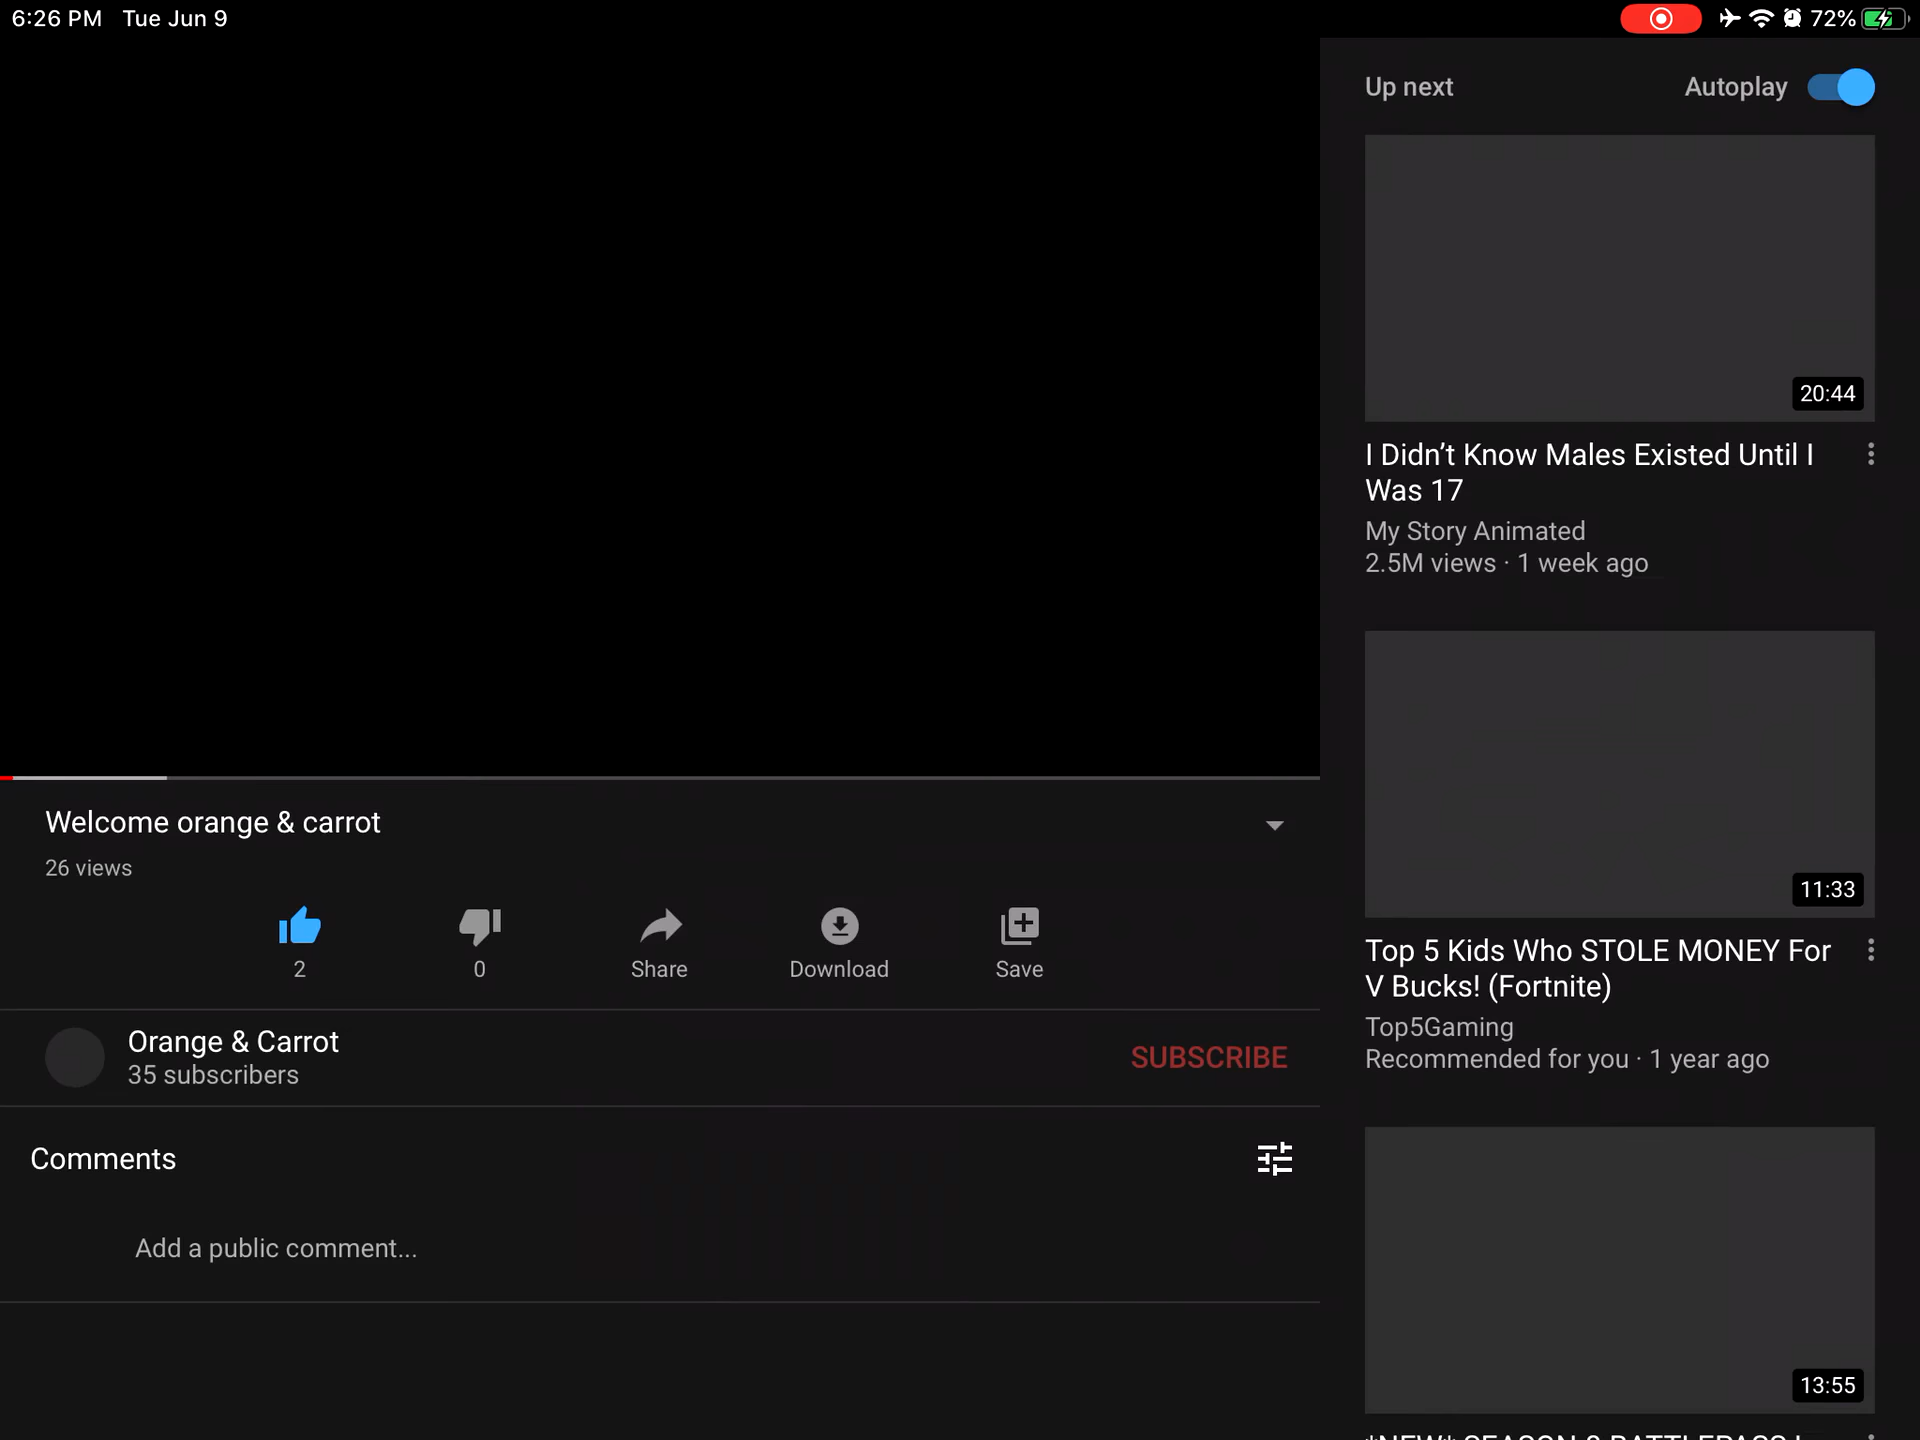 6:26 PM Tue Jun 9
72%
Welcome orange & carrot
26 views
2
0
Share
Download
Save
Orange & Carrot
35 subscribers
SUBSCRIBE
Comments
Add a public comment...
Up next
Autoplay
20:44
I Didn’t Know Males Existed Until I
Was 17
My Story Animated
2.5M views · 1 week ago
11:33
Top 5 Kids Who STOLE MONEY For
V Bucks! (Fortnite)
Top5Gaming
Recommended for you · 1 year ago
13:55